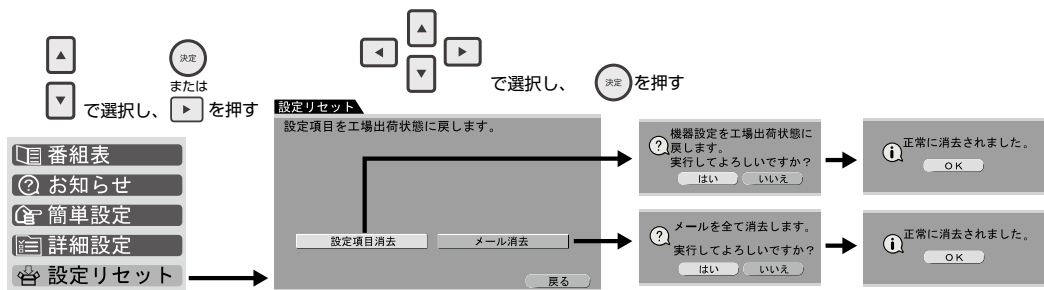 決定
または
で選択し、
を押す
決定
で選択し、
を押す
番組表
お知らせ
簡単設定
詳細設定
設定リセット
設定リセット
設定項目を工場出荷状態に戻します。
設定項目消去
メール消去
戻る
機器設定を工場出荷状態に
戻します。
実行してよろしいですか？
はい
いいえ
正常に消去されました。
OK
メールを全て消去します。
実行してよろしいですか？
はい
いいえ
正常に消去されました。
OK